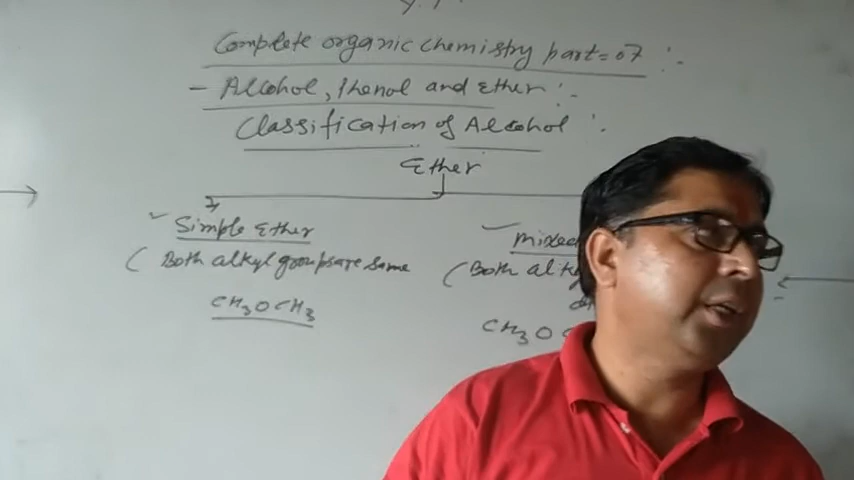 Complete organic chemistry part=07 :-
- Alcohol, Phenol and Ether :-
Classification of Alcohol :
Ether
Simple Ether
( Both alkyl groups are same
CH3OCH3
Mixed
( Both alky
CH3O